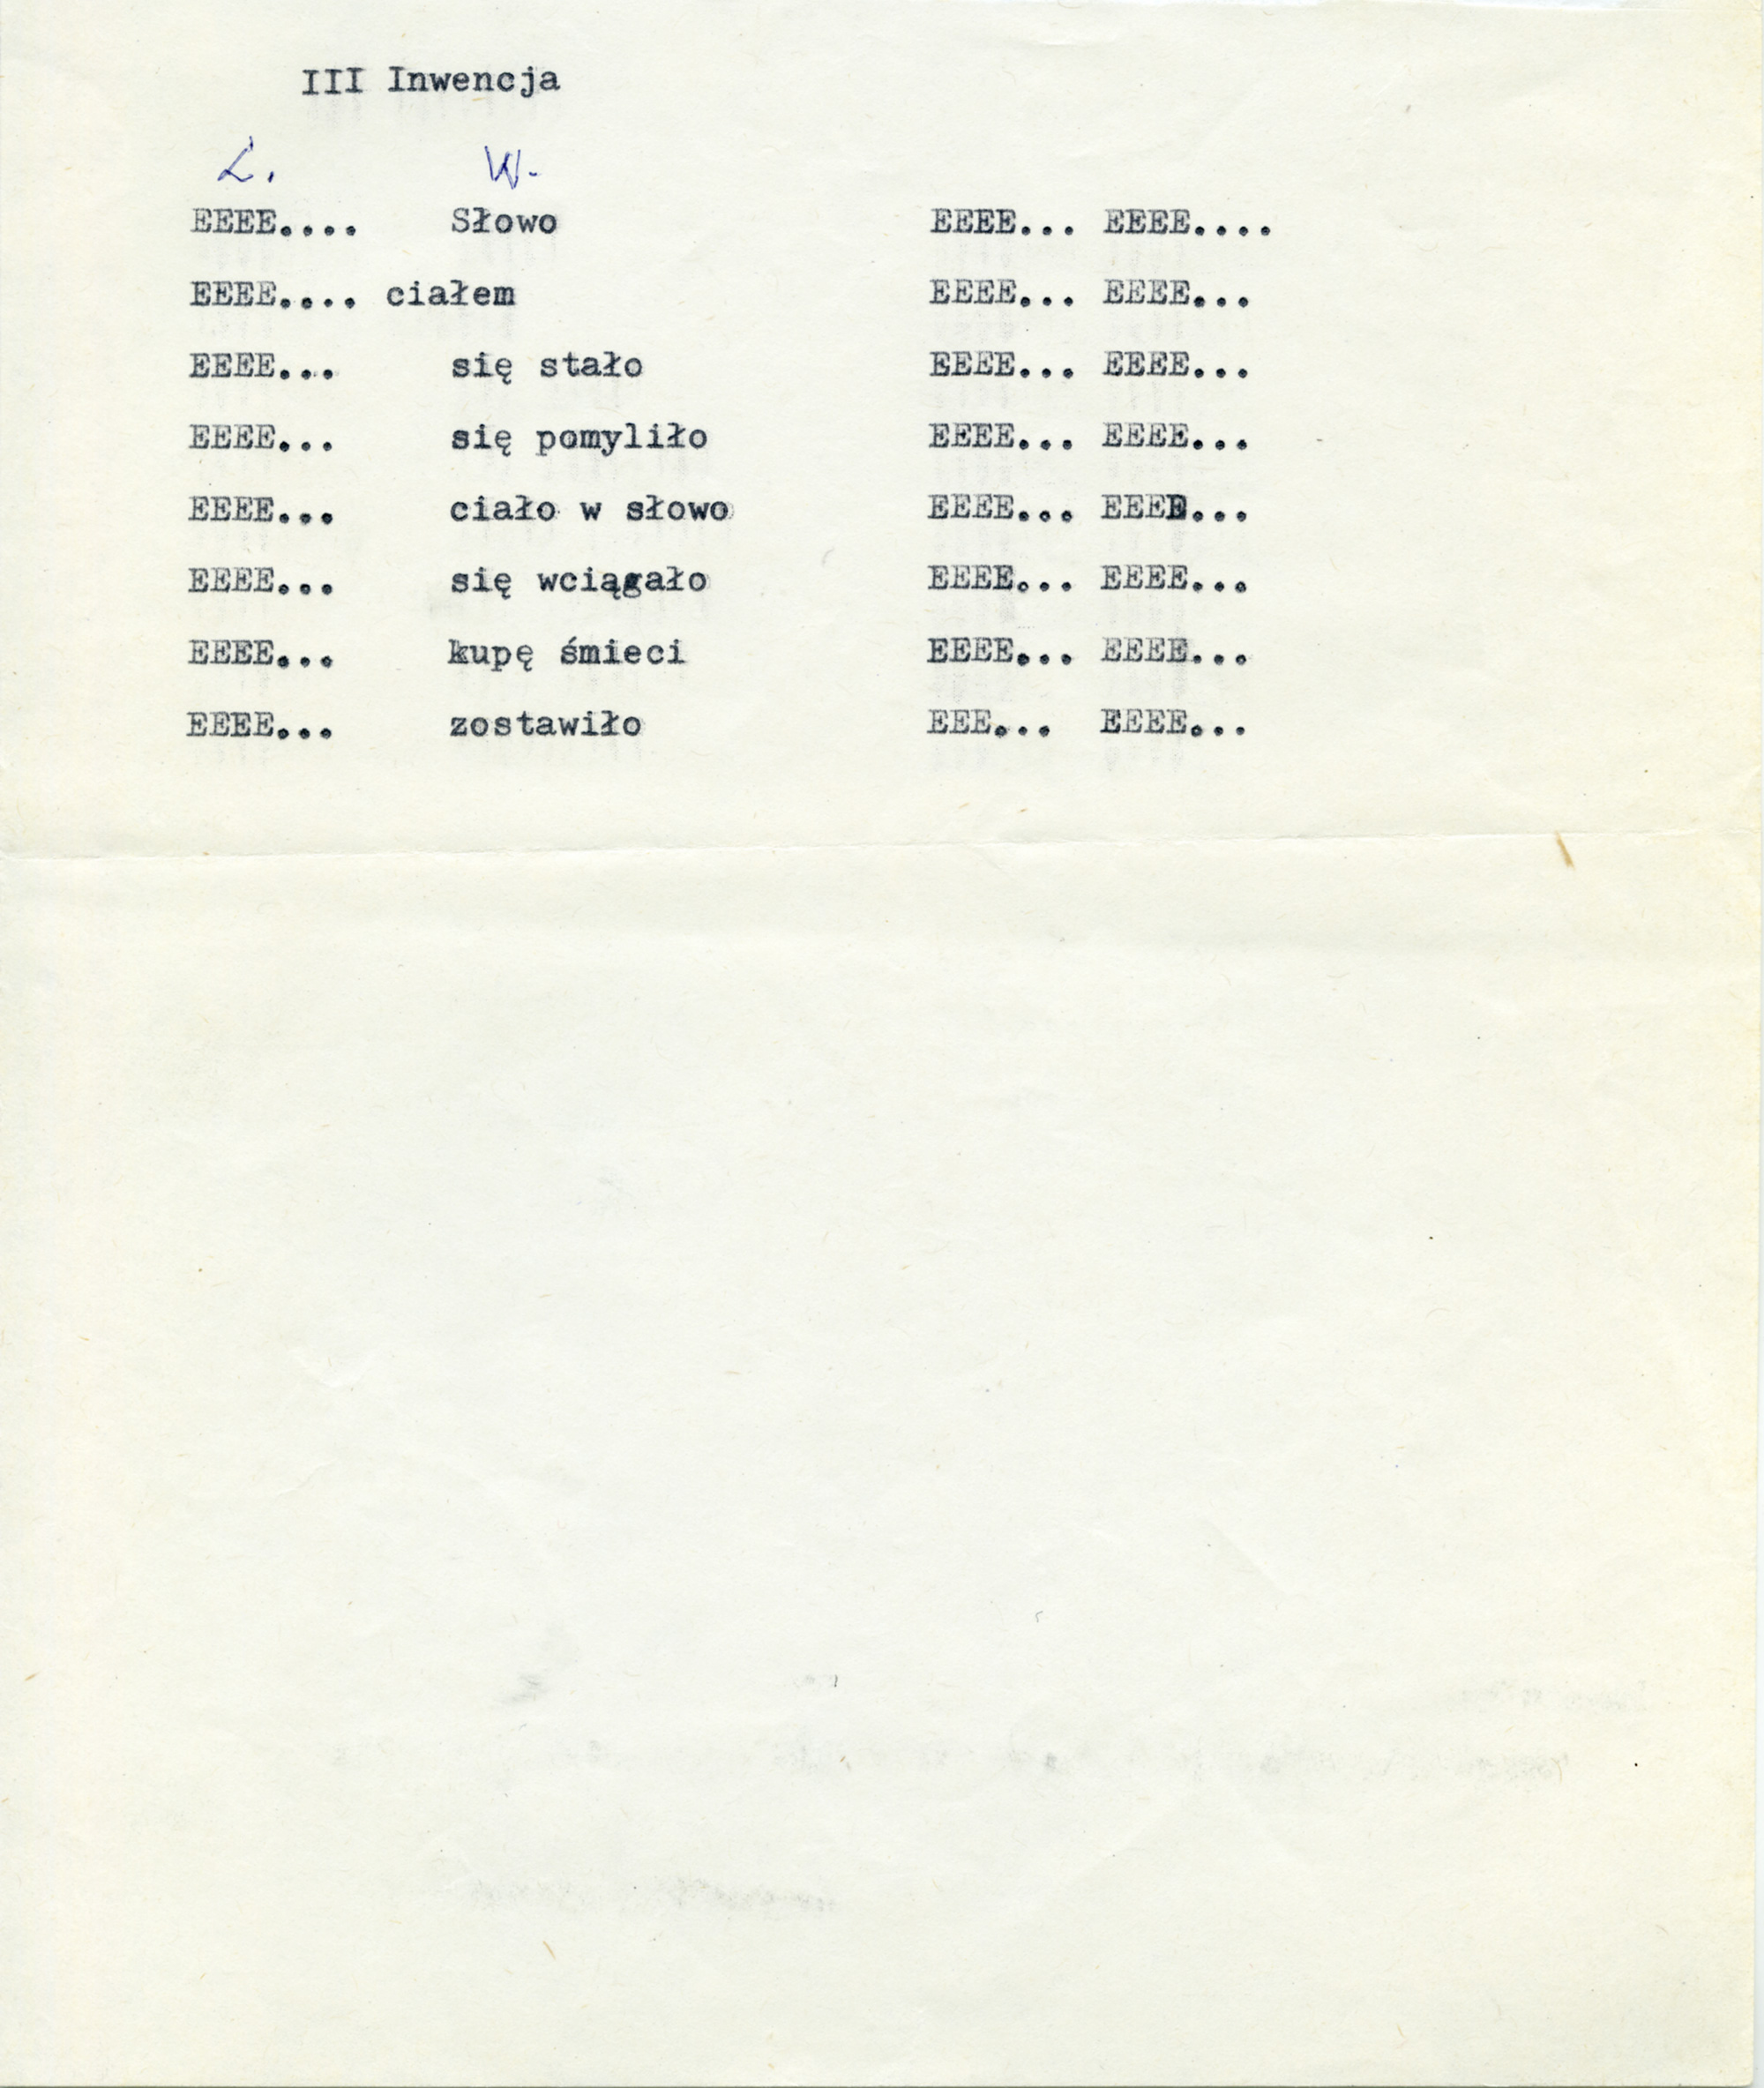 III Inwencja
L. W.
EEEE.... Słowo EEEE... EEEE....
EEEE.... ciałem EEEE... EEEE...
EEEE... się stało EEEE... EEEE...
EEEE... się pomyliło EEEE... EEEE...
EEEE... ciało w słowo EEEE... EEEE...
EEEE... się wciągało EEEE... EEEE...
EEEE... kupę śmieci EEEE... EEEE...
EEEE... zostawiło EEE... EEEE...